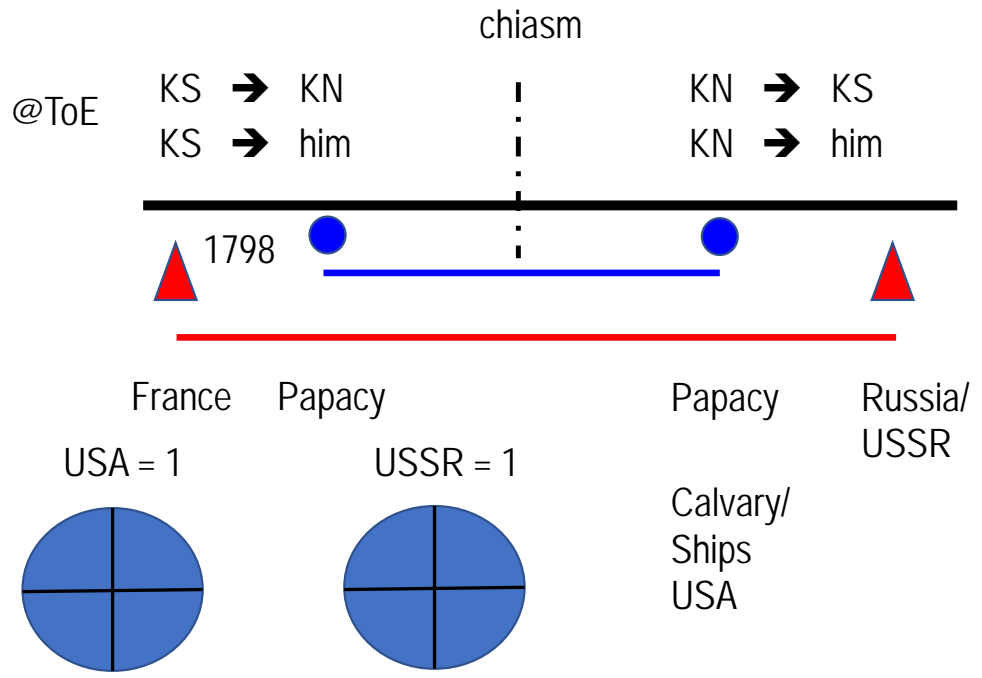 chiasm
@ToE
KS ➔ KN
KS ➔ him
KN ➔ KS
KN ➔ him
1798
France
Papacy
Papacy
Russia/
USSR
USA = 1
USSR = 1
Calvary/
Ships
USA